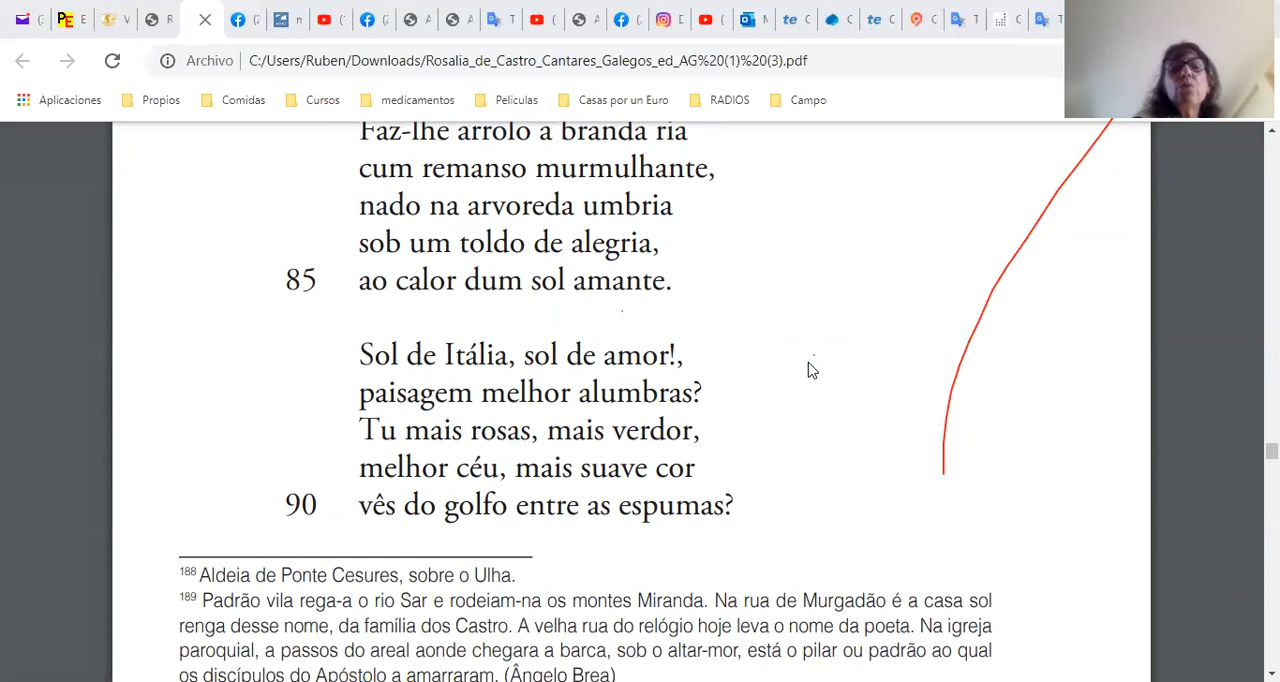 Archivo
C:/Users/Ruben/Downloads/Rosalia_de_Castro_Cantares_Galegos_ed_AG%20(1)%20(3).pdf
Aplicaciones Propios Comidas Cursos medicamentos Peliculas Casas por un Euro RADIOS Campo
Faz-lhe arrolo a branda ria
cum remanso murmulhante,
nado na arvoreda umbria
sob um toldo de alegria,
85 ao calor dum sol amante.
Sol de Itália, sol de amor!,
paisagem melhor alumbras?
Tu mais rosas, mais verdor,
melhor céu, mais suave cor
90 vês do golfo entre as espumas?
188 Aldeia de Ponte Cesures, sobre o Ulha.
189 Padrão vila rega-a o rio Sar e rodeiam-na os montes Miranda. Na rua de Murgadão é a casa sol
renga desse nome, da família dos Castro. A velha rua do relógio hoje leva o nome da poeta. Na igreja
paroquial, a passos do areal aonde chegara a barca, sob o altar-mor, está o pilar ou padrão ao qual
os discípulos do Apóstolo a amarraram. (Ângelo Brea)